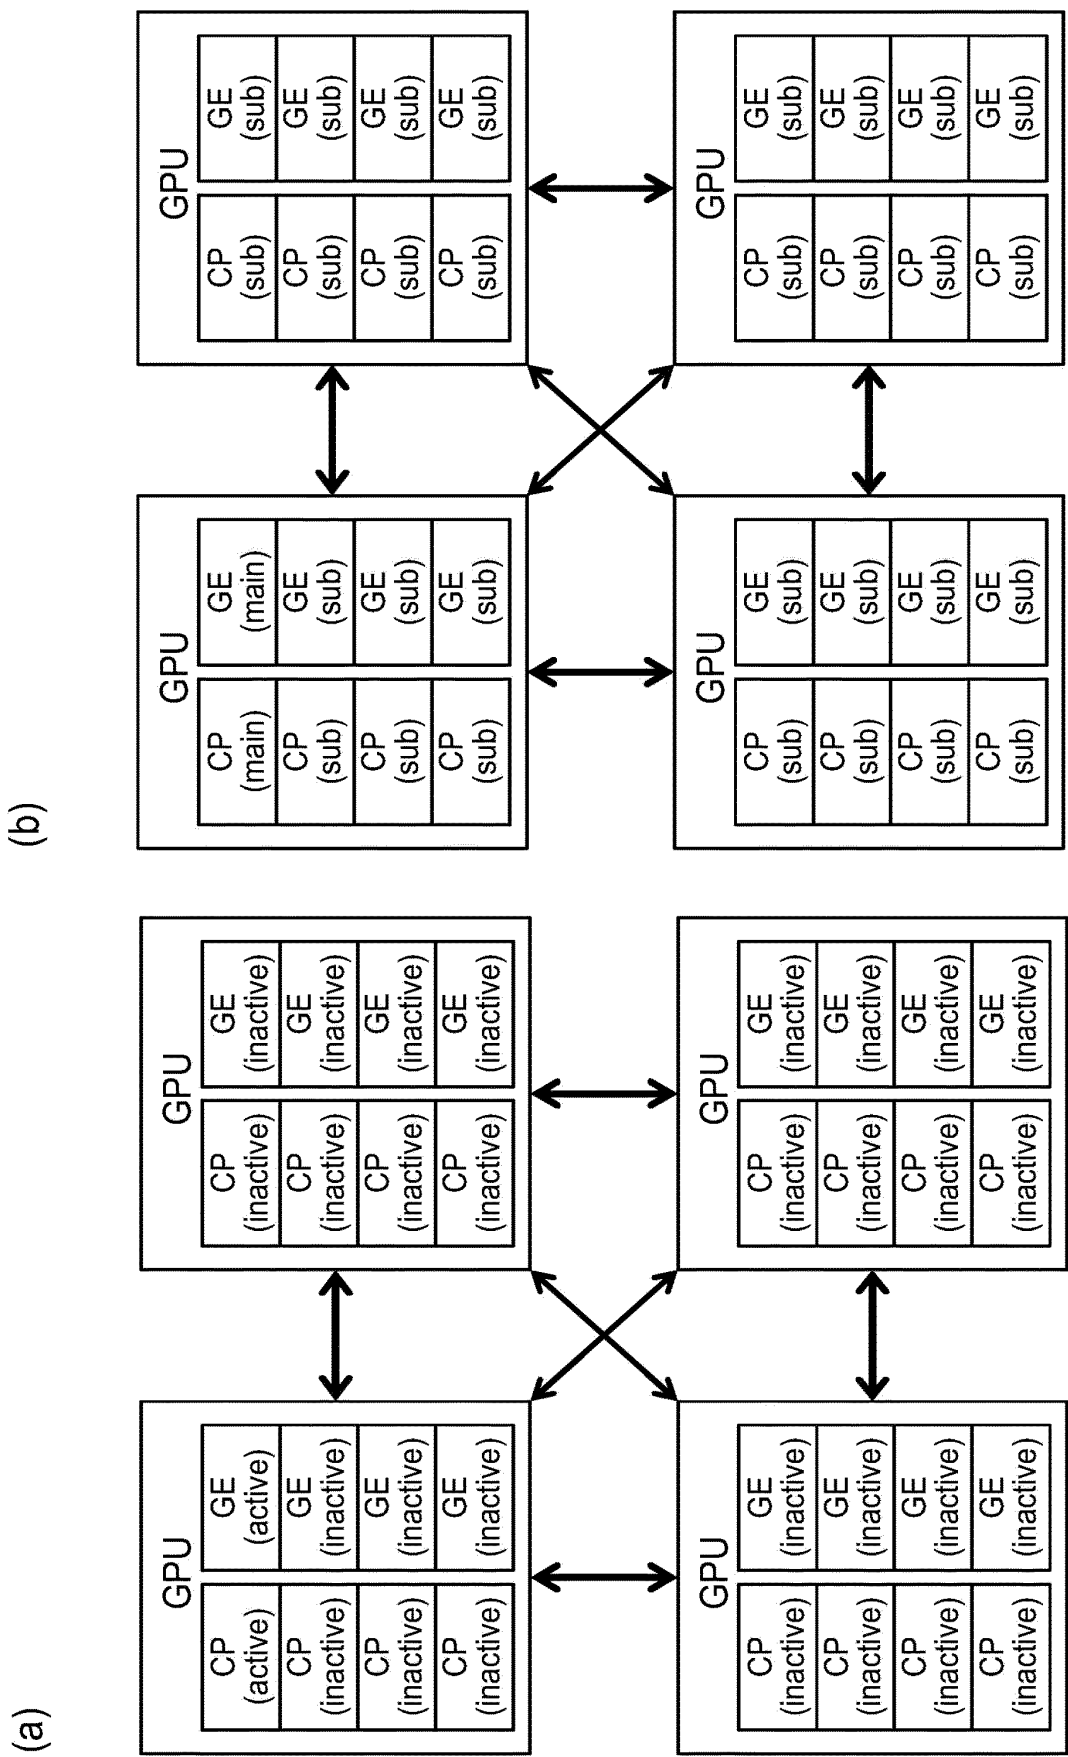 (a)
GPU
CP
(active)
GE
(active)
CP
(inactive)
GE
(inactive)
CP
(inactive)
GE
(inactive)
CP
(inactive)
GE
(inactive)
GPU
CP
(inactive)
GE
(inactive)
CP
(inactive)
GE
(inactive)
CP
(inactive)
GE
(inactive)
CP
(inactive)
GE
(inactive)
GPU
CP
(inactive)
GE
(inactive)
CP
(inactive)
GE
(inactive)
CP
(inactive)
GE
(inactive)
CP
(inactive)
GE
(inactive)
GPU
CP
(inactive)
GE
(inactive)
CP
(inactive)
GE
(inactive)
CP
(inactive)
GE
(inactive)
CP
(inactive)
GE
(inactive)
(b)
GPU
CP
(main)
GE
(main)
CP
(sub)
GE
(sub)
CP
(sub)
GE
(sub)
CP
(sub)
GE
(sub)
GPU
CP
(sub)
GE
(sub)
CP
(sub)
GE
(sub)
CP
(sub)
GE
(sub)
CP
(sub)
GE
(sub)
GPU
CP
(sub)
GE
(sub)
CP
(sub)
GE
(sub)
CP
(sub)
GE
(sub)
CP
(sub)
GE
(sub)
GPU
CP
(sub)
GE
(sub)
CP
(sub)
GE
(sub)
CP
(sub)
GE
(sub)
CP
(sub)
GE
(sub)